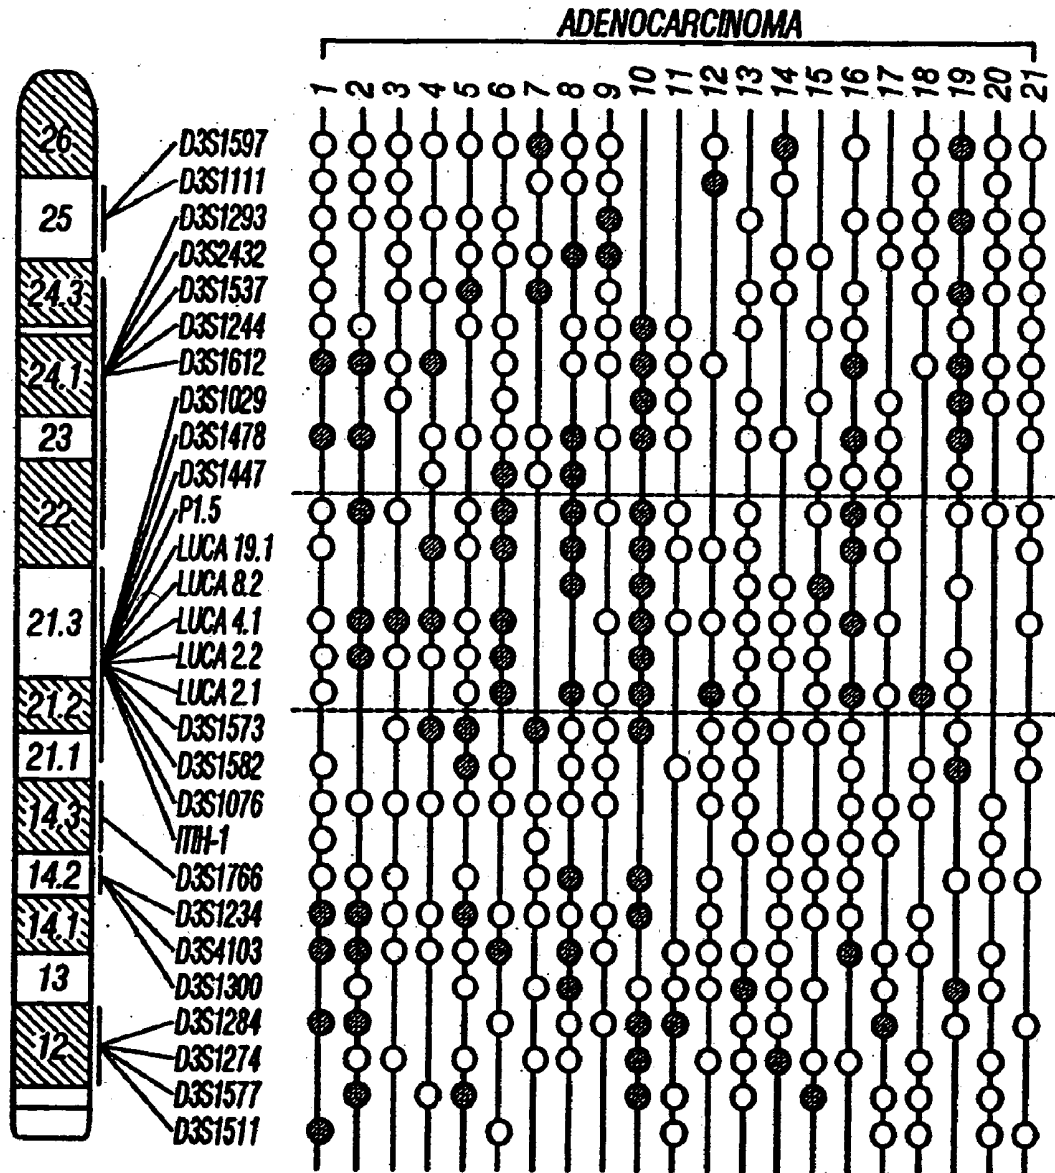 ADENOCARCINOMA
1 2 3 4 5 6 7 8 9 10 11 12 13 14 15 16 17 18 19 20 21
26
25
24.3
24.1
23
22
21.3
21.2
21.1
14.3
14.2
14.1
13
12
D3S1597
D3S1111
D3S1293
D3S2432
D3S1537
D3S1244
D3S1612
D3S1029
D3S1478
D3S1447
P1.5
LUCA 19.1
LUCA 8.2
LUCA 4.1
LUCA 2.2
LUCA 2.1
D3S1573
D3S1582
D3S1076
ITIH-1
D3S1766
D3S1234
D3S4103
D3S1300
D3S1284
D3S1274
D3S1577
D3S1511